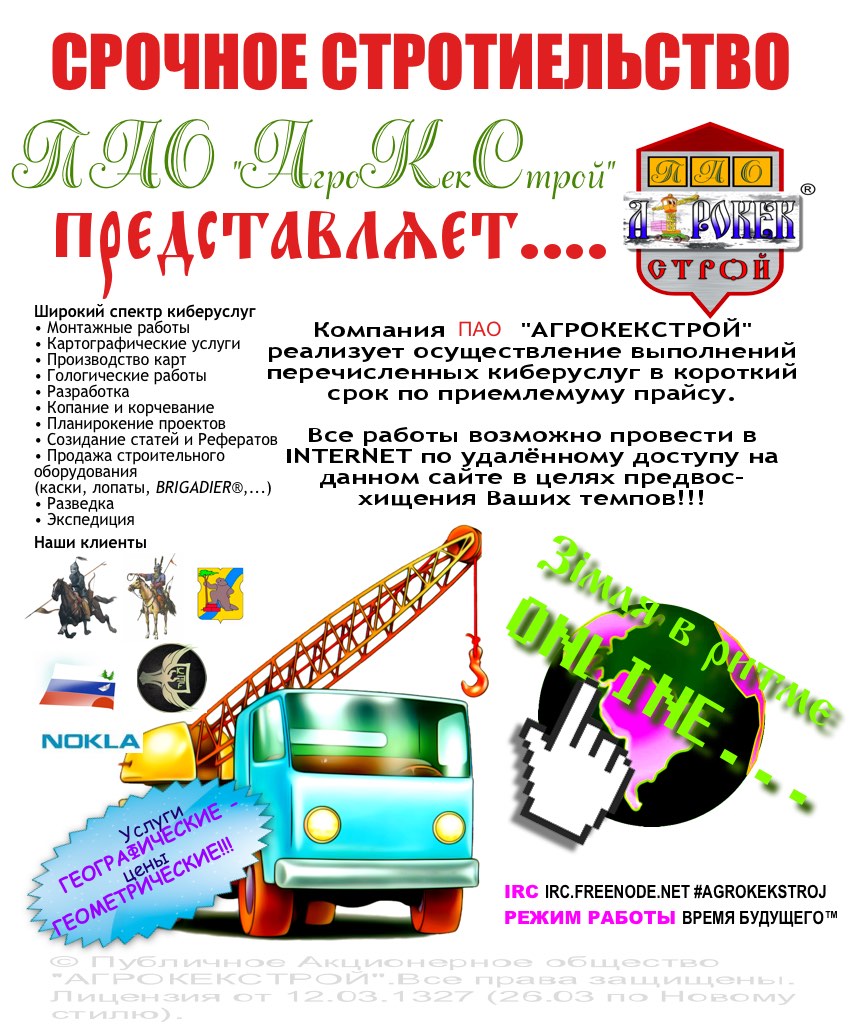 СРОЧНОЕ СТРОТИЕЛЬСТВО
ПАО "АгроКекСтрой"
ПРЕДСТАВЛЯЕТ....
ПАО
АГРОКЕК
СТРОЙ
®
Широкий спектр киберуслуг
• Монтажные работы
• Картографические услуги
• Производство карт
• Гологические работы
• Разработка
• Копание и корчевание
• Планирокение проектов
• Созидание статей и Рефератов
• Продажа строительного
оборудования
(каски, лопаты, BRIGADIER®,...)
• Разведка
• Экспедиция
Наши клиенты
Компания ПАО "АГРОКЕКСТРОЙ"
реализует осуществление выполнений
перечисленных киберуслуг в короткий
срок по приемлемуму прайсу.
Все работы возможно провести в
INTERNET по удалённому доступу на
данном сайте в целях предвос-
хищения Ваших темпов!!!
NOKLA
Зімля в ритме
ONLINE...
Услуги
ГЕОГРАФИЧЕСКИЕ -
цены
ГЕОМЕТРИЧЕСКИЕ!!!
IRC IRC.FREENODE.NET #AGROKEKSTROJ
РЕЖИМ РАБОТЫ ВРЕМЯ БУДУЩЕГО™
© Публичное Акционерное общество
"АГРОКЕКСТРОЙ".Все права защищены.
Лицензия от 12.03.1327 (26.03 по Новому
стилю).